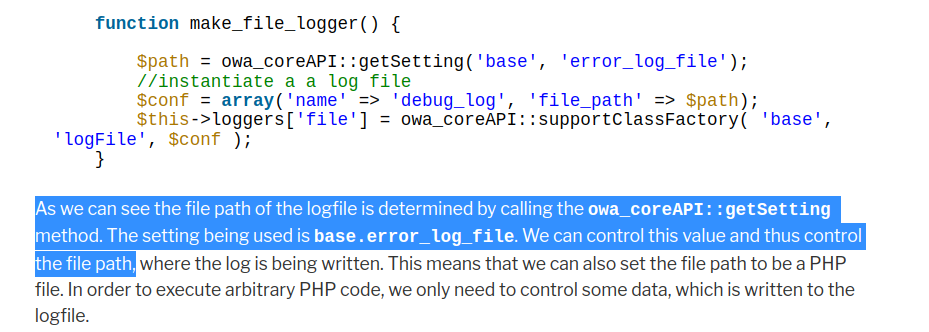 function make_file_logger() {
$path = owa_coreAPI::getSetting('base', 'error_log_file');
//instantiate a a log file
$conf = array('name' => 'debug_log', 'file_path' => $path);
$this->loggers['file'] = owa_coreAPI::supportClassFactory( 'base',
'logFile', $conf );
}
As we can see the file path of the logfile is determined by calling the owa_coreAPI::getSetting
method. The setting being used is base.error_log_file. We can control this value and thus control
the file path, where the log is being written. This means that we can also set the file path to be a PHP
file. In order to execute arbitrary PHP code, we only need to control some data, which is written to the
logfile.